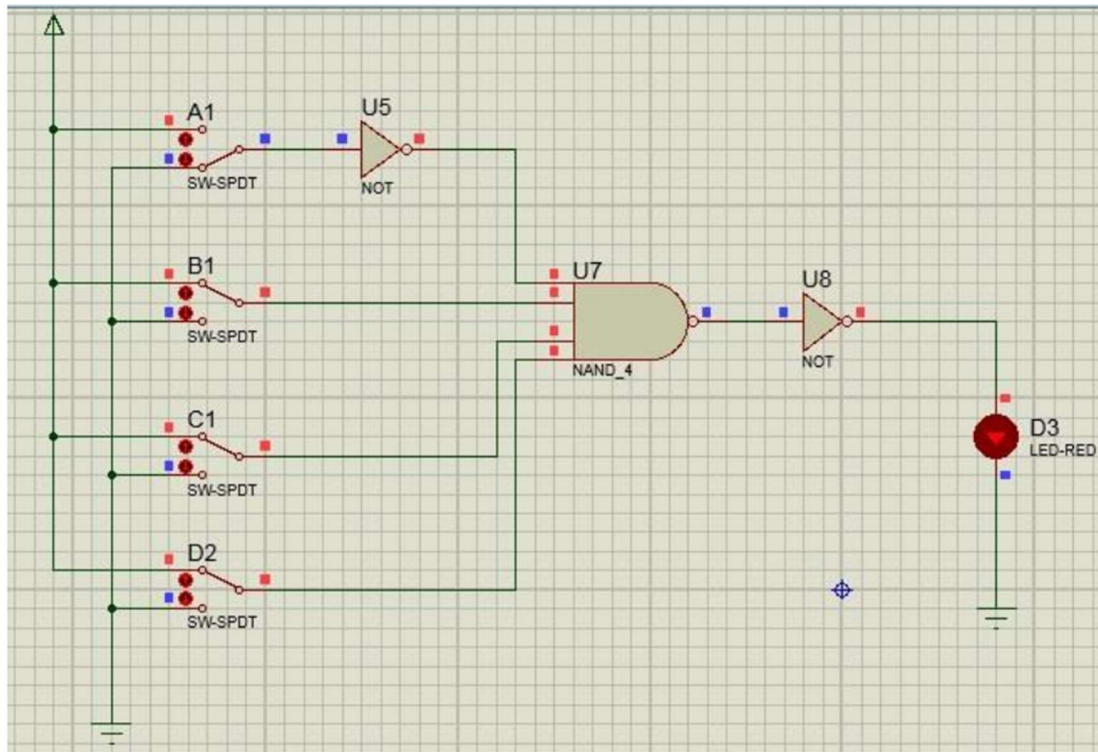 A1
SW-SPDT
U5
NOT
B1
SW-SPDT
U7
NAND_4
U8
NOT
C1
SW-SPDT
D3
LED-RED
D2
SW-SPDT